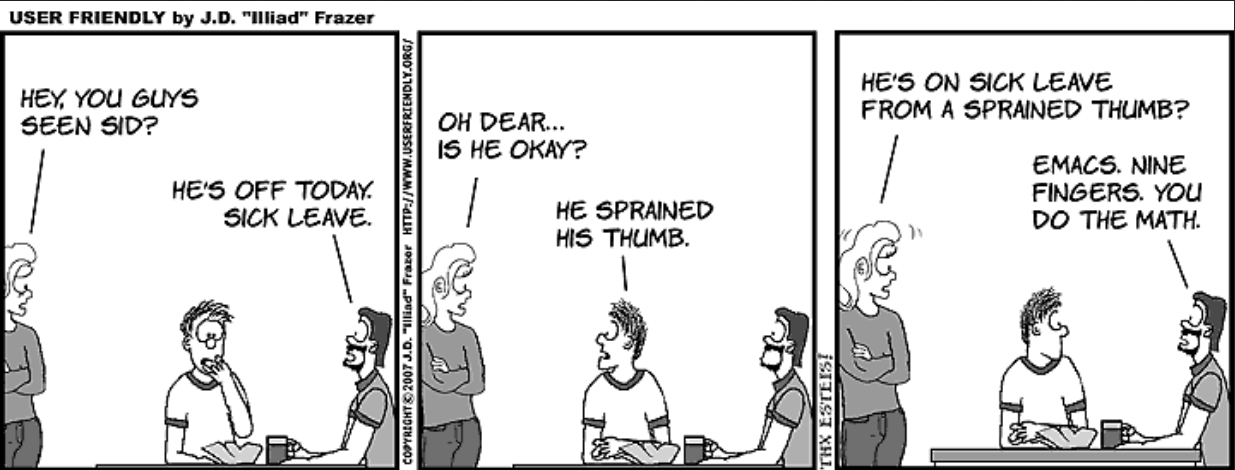 USER FRIENDLY by J.D. "Illiad" Frazer
HEY, YOU GUYS
SEEN SID?
HE'S OFF TODAY.
SICK LEAVE.
COPYRIGHT © 2007 J.D. "Illiad" Frazer HTTP://WWW.USERFRIENDLY.ORG/
OH DEAR...
IS HE OKAY?
HE SPRAINED
HIS THUMB.
THX ESTEIS!
HE'S ON SICK LEAVE
FROM A SPRAINED THUMB?
EMACS. NINE
FINGERS. YOU
DO THE MATH.